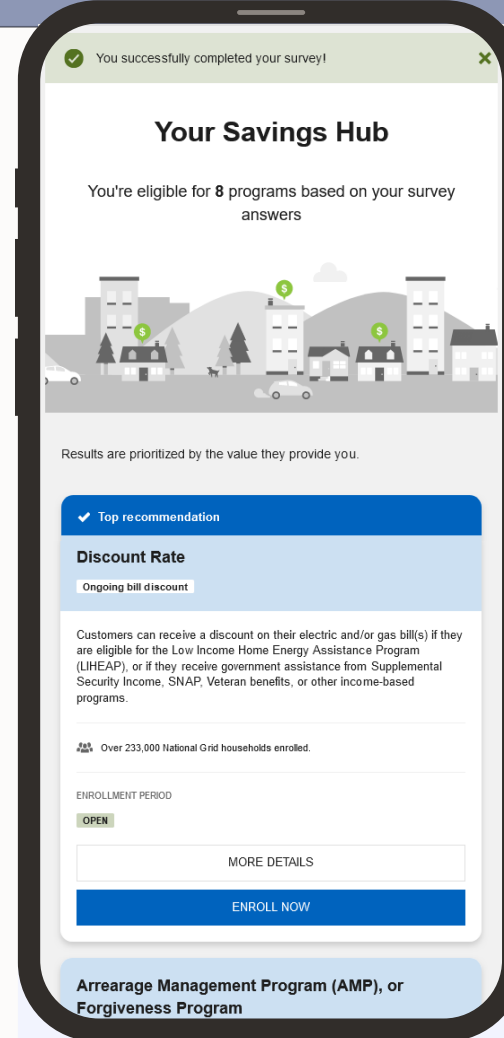 You successfully completed your survey!
Your Savings Hub
You're eligible for 8 programs based on your survey
answers
$
$
$
Results are prioritized by the value they provide you.
Top recommendation
Discount Rate
Ongoing bill discount
Customers can receive a discount on their electric and/or gas bill(s) if they
are eligible for the Low Income Home Energy Assistance Program
(LIHEAP), or if they receive government assistance from Supplemental
Security Income, SNAP, Veteran benefits, or other income-based
programs.
Over 233,000 National Grid households enrolled.
ENROLLMENT PERIOD
OPEN
MORE DETAILS
ENROLL NOW
Arrearage Management Program (AMP), or
Forgiveness Program